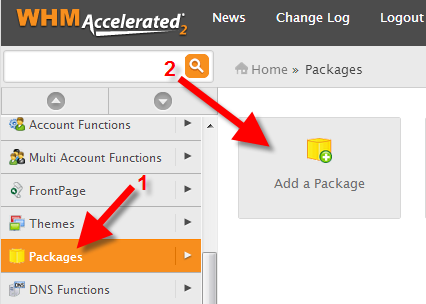 WHM Accelerated 2
News Change Log Logout
2
Home » Packages
Account Functions
Multi Account Functions
FrontPage
1
Themes
Packages
DNS Functions
DNS
Add a Package